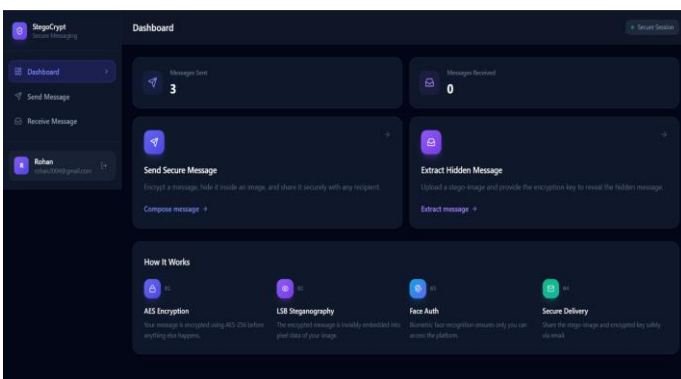 StegoCrypt
Secure Messaging
Dashboard
Secure Session
Dashboard
Send Message
Receive Message
R
Rohan
rohan2004@gmail.com
Messages Sent
3
Messages Received
0
Send Secure Message
Encrypt a message, hide it inside an image, and share it securely with any recipient.
Compose message →
Extract Hidden Message
Upload a stego-image and provide the encryption key to reveal the hidden message.
Extract message →
How It Works
01
AES Encryption
Your message is encrypted using AES-256 before
anything else happens.
02
LSB Steganography
The encrypted message is invisibly embedded into
pixel data of your image.
03
Face Auth
Biometric face recognition ensures only you can
access the platform.
04
Secure Delivery
Share the stego-image and encrypted key safely
via email.